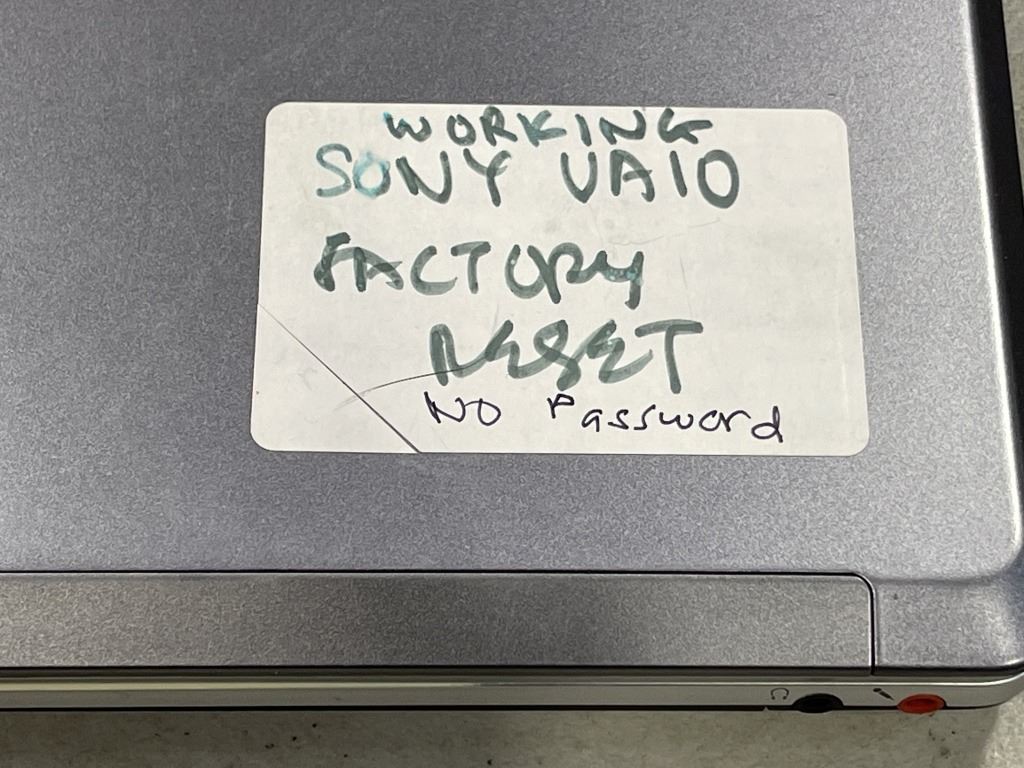 WORKING
SONY VAIO
FACTORY
RESET
No Password